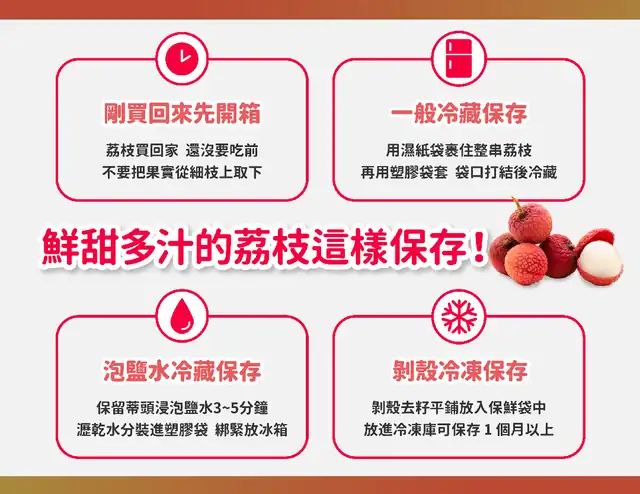 剛買回來先開箱
荔枝買回家 還沒要吃前
不要把果實從細枝上取下
一般冷藏保存
用濕紙袋裹住整串荔枝
再用塑膠袋套 袋口打結後冷藏
鮮甜多汁的荔枝這樣保存!
泡鹽水冷藏保存
保留蒂頭浸泡鹽水3~5分鐘
瀝乾水分裝進塑膠袋 綁緊放冰箱
剝殼冷凍保存
剝殼去籽平鋪放入保鮮袋中
放進冷凍庫可保存 1 個月以上